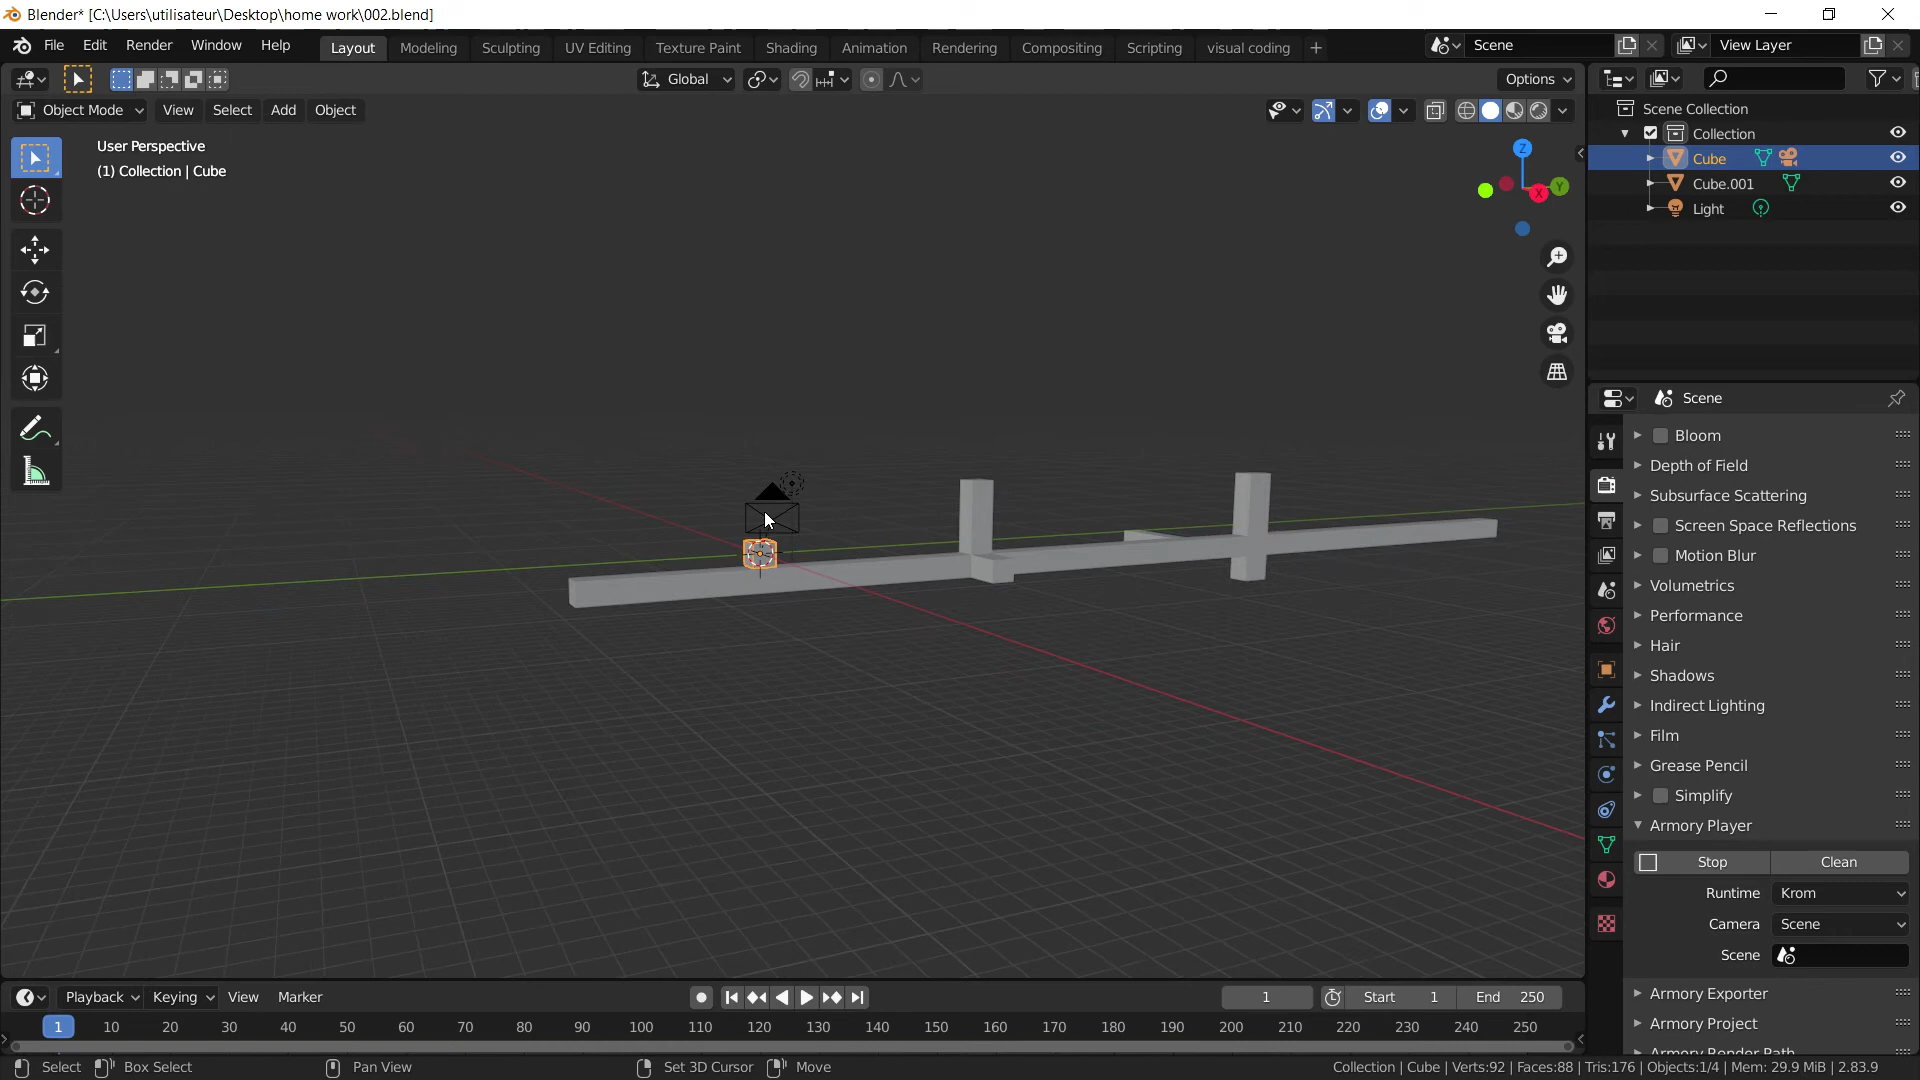 Blender* [C:\Users\utilisateur\Desktop\home work\002.blend]
File Edit Render Window Help
Layout Modeling Sculpting UV Editing Texture Paint Shading Animation Rendering Compositing Scripting visual coding
Scene
View Layer
Global
Options
Object Mode View Select Add Object
User Perspective
(1) Collection | Cube
Z
Y
X
Scene Collection
Collection
Cube
Cube.001
Light
Scene
Bloom
Depth of Field
Subsurface Scattering
Screen Space Reflections
Motion Blur
Volumetrics
Performance
Hair
Shadows
Indirect Lighting
Film
Grease Pencil
Simplify
Armory Player
Stop Clean
Runtime Krom
Camera Scene
Scene
Armory Exporter
Armory Project
Armory Render Path
Playback Keying View Marker
1 Start 1 End 250
1 10 20 30 40 50 60 70 80 90 100 110 120 130 140 150 160 170 180 190 200 210 220 230 240 250
Select Box Select Pan View Set 3D Cursor Move
Collection | Cube | Verts:92 | Faces:88 | Tris:176 | Objects:1/4 | Mem: 29.9 MiB | 2.83.9